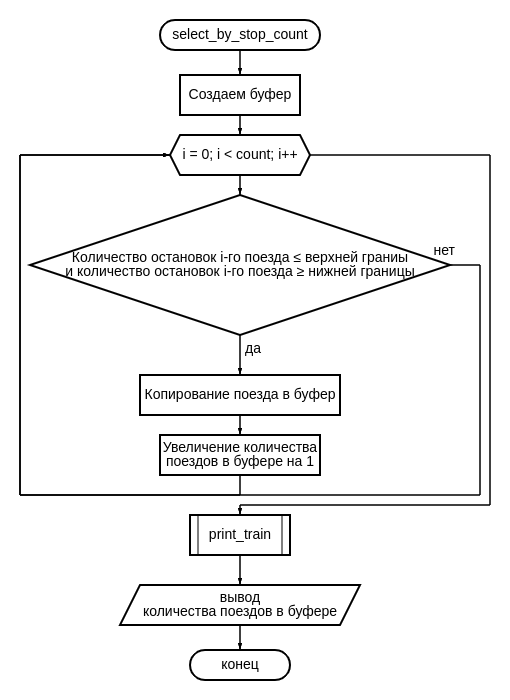 select_by_stop_count
Создаем буфер
i = 0; i < count; i++
Количество остановок i-го поезда ≤ верхней граниы
и количество остановок i-го поезда ≥ нижней границы
нет
да
Копирование поезда в буфер
Увеличение количества
поездов в буфере на 1
print_train
вывод
количества поездов в буфере
конец